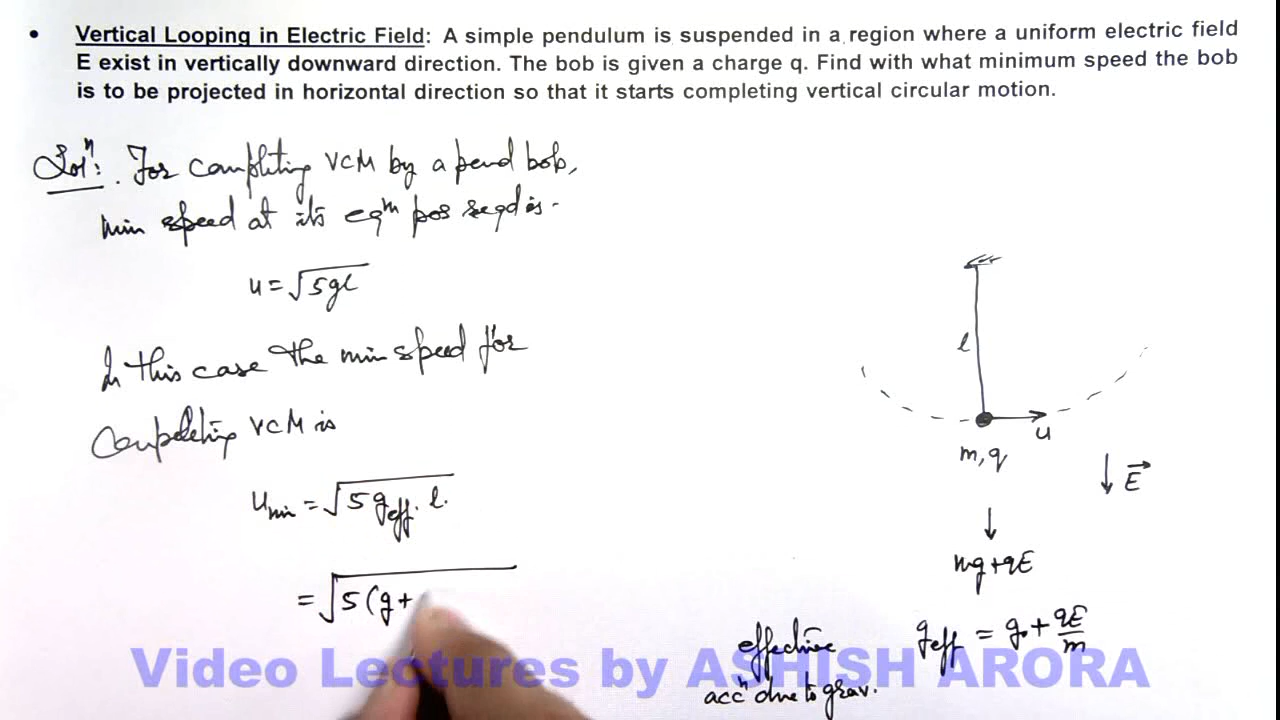 • Vertical Looping in Electric Field: A simple pendulum is suspended in a region where a uniform electric field
E exist in vertically downward direction. The bob is given a charge q. Find with what minimum speed the bob
is to be projected in horizontal direction so that it starts completing vertical circular motion.
Solⁿ: . For completing VCM by a pend bob,
min speed at its eqᵐ pos reqd is -
u = √5gl
In this case the min speed for
Completing VCM is
u_min = √5 g_eff . l .
= √5 (g +
l
u
m, q
↓ E⃗
↓
mg+qE
effective
accⁿ due to grav.
g_eff = g + qE/m
Video Lectures by ASHISH ARORA